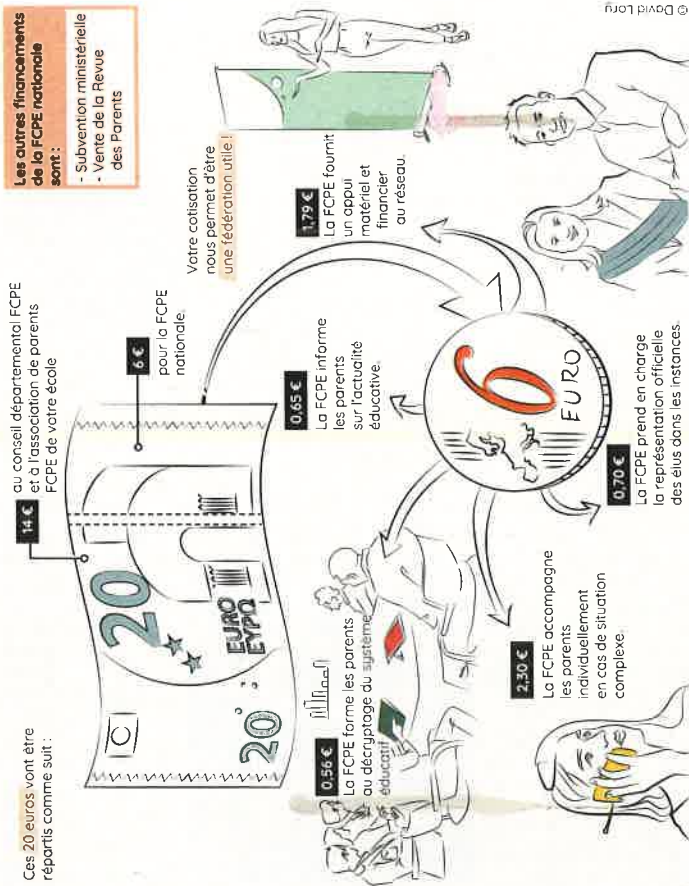 Ces 20 euros vont être
répartis comme suit :
14 €
au conseil départemental FCPE
et à l'association de parents
FCPE de votre école
6 €
pour la FCPE
nationale.
20
20
EURO
ΕΥΡΩ
Les autres financements
de la FCPE nationale
sont :
- Subvention ministérielle
- Vente de la Revue
des Parents
Votre cotisation
nous permet d'être
une fédération utile !
0,56 €
La FCPE forme les parents
au décryptage du système
éducatif
0,65 €
La FCPE informe
les parents
sur l'actualité
éducative.
1,79 €
La FCPE fournit
un appui
matériel et
financier
au réseau.
6
EURO
2,30 €
La FCPE accompagne
les parents
individuellement
en cas de situation
complexe.
0,70 €
La FCPE prend en charge
la représentation officielle
des élus dans les instances.
© David Lory